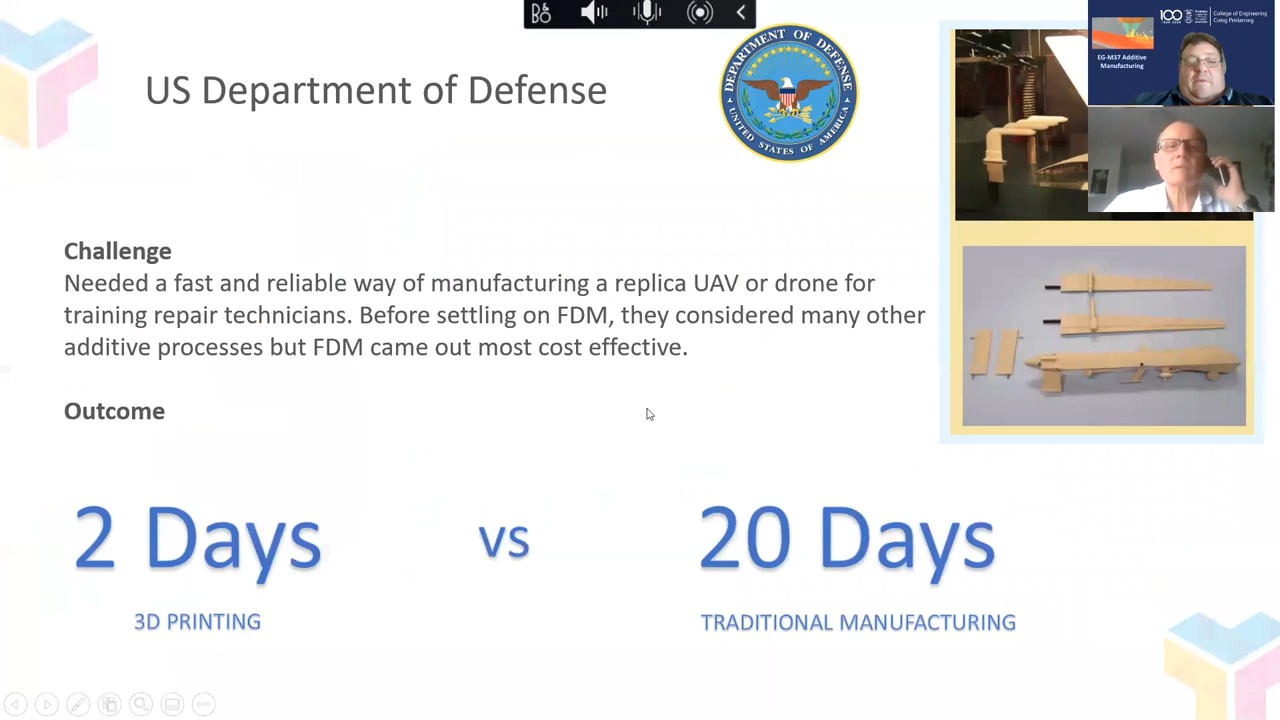 US Department of Defense
DEPARTMENT OF DEFENSE
UNITED STATES OF AMERICA
100
College of Engineering
Coleg Peirianneg
EG-M37 Additive
Manufacturing
Challenge
Needed a fast and reliable way of manufacturing a replica UAV or drone for
training repair technicians. Before settling on FDM, they considered many other
additive processes but FDM came out most cost effective.
Outcome
2 Days
vs
20 Days
3D PRINTING
TRADITIONAL MANUFACTURING